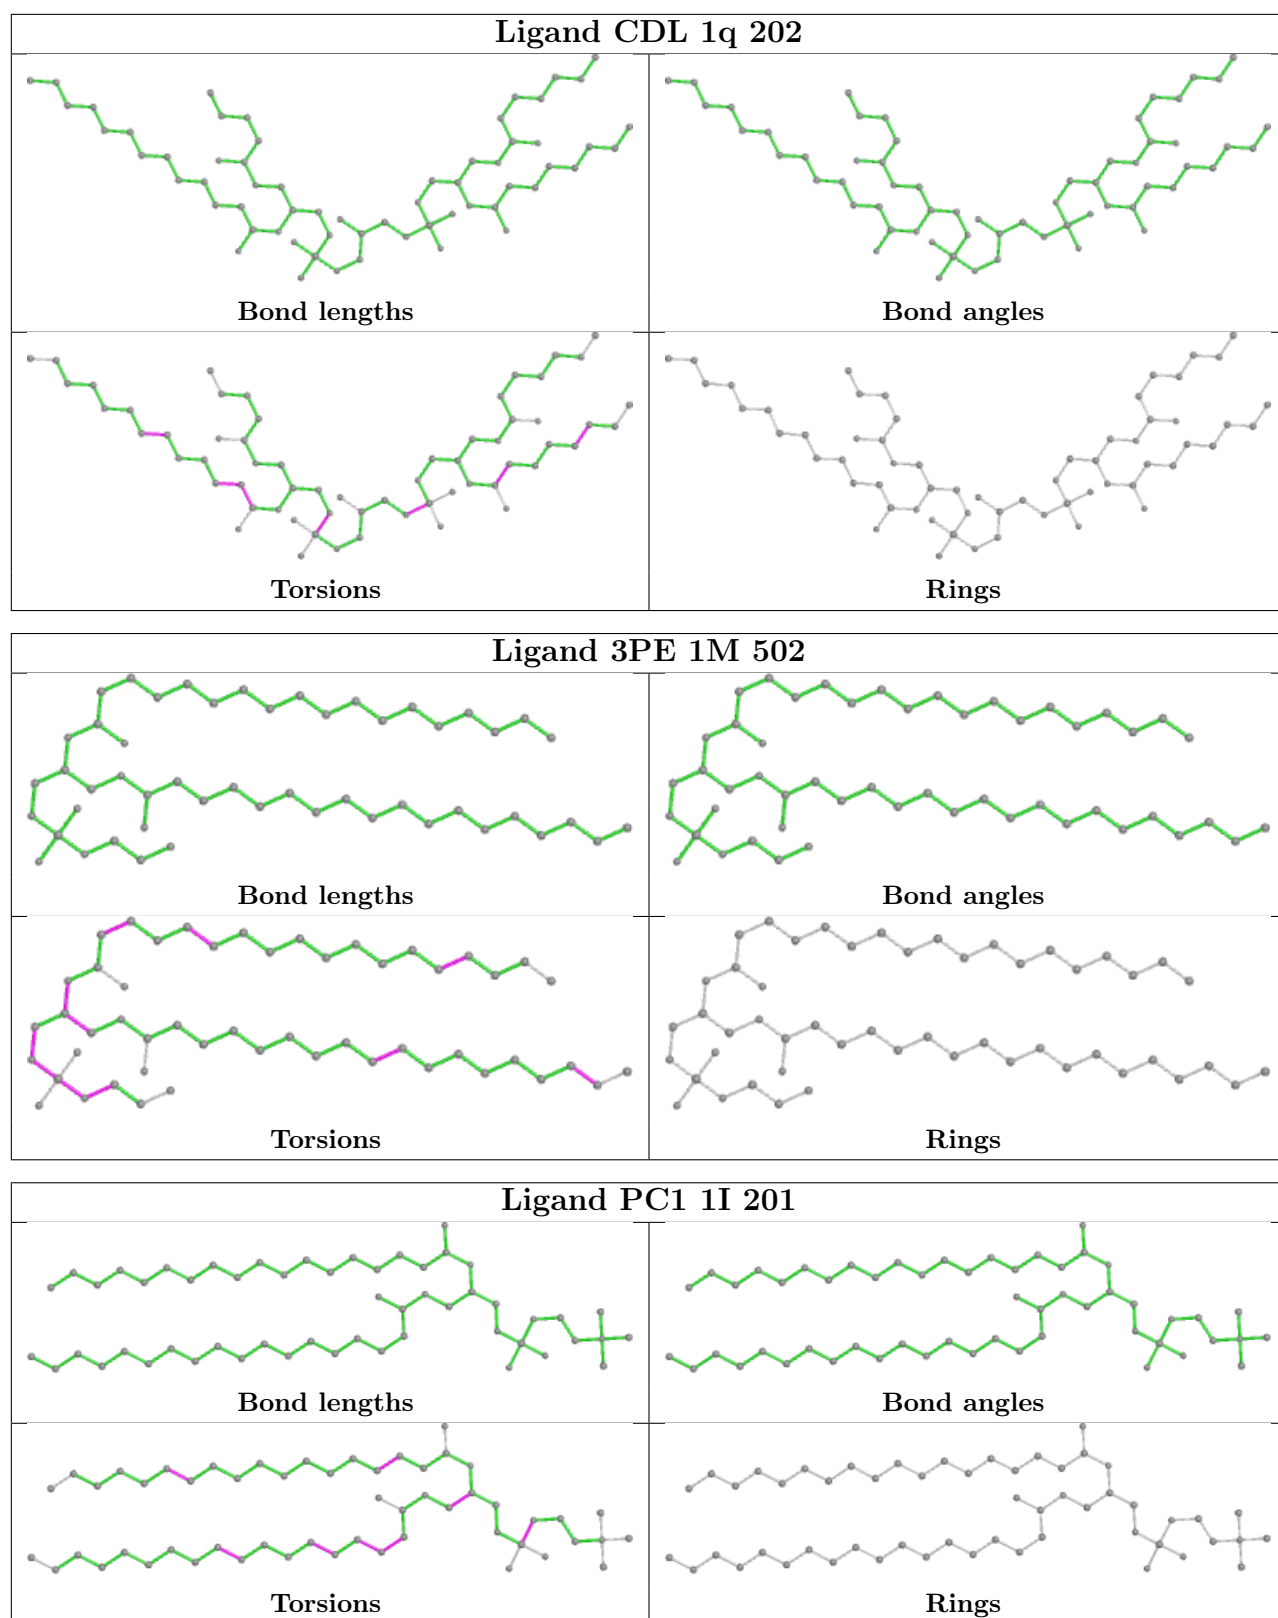 Ligand CDL 1q 202
Bond lengths
Bond angles
Torsions
Rings
Ligand 3PE 1M 502
Bond lengths
Bond angles
Torsions
Rings
Ligand PC1 1I 201
Bond lengths
Bond angles
Torsions
Rings